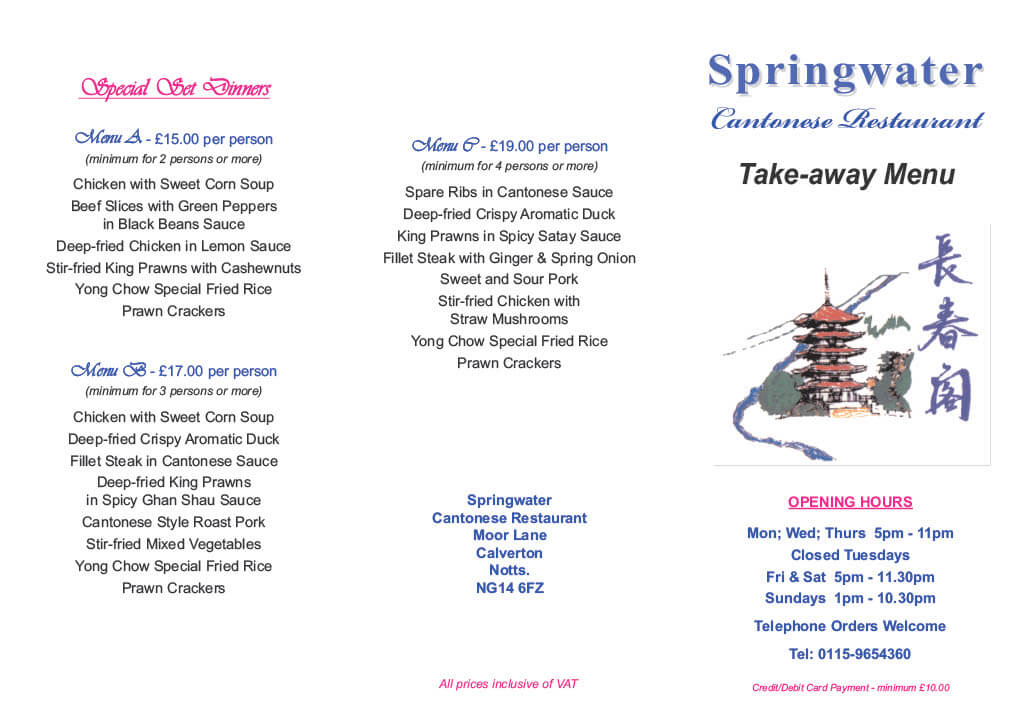 Special Set Dinners
Menu A - £15.00 per person
(minimum for 2 persons or more)
Chicken with Sweet Corn Soup
Beef Slices with Green Peppers
in Black Beans Sauce
Deep-fried Chicken in Lemon Sauce
Stir-fried King Prawns with Cashewnuts
Yong Chow Special Fried Rice
Prawn Crackers
Menu B - £17.00 per person
(minimum for 3 persons or more)
Chicken with Sweet Corn Soup
Deep-fried Crispy Aromatic Duck
Fillet Steak in Cantonese Sauce
Deep-fried King Prawns
in Spicy Ghan Shau Sauce
Cantonese Style Roast Pork
Stir-fried Mixed Vegetables
Yong Chow Special Fried Rice
Prawn Crackers
Menu C - £19.00 per person
(minimum for 4 persons or more)
Spare Ribs in Cantonese Sauce
Deep-fried Crispy Aromatic Duck
King Prawns in Spicy Satay Sauce
Fillet Steak with Ginger & Spring Onion
Sweet and Sour Pork
Stir-fried Chicken with
Straw Mushrooms
Yong Chow Special Fried Rice
Prawn Crackers
Springwater
Cantonese Restaurant
Moor Lane
Calverton
Notts.
NG14 6FZ
All prices inclusive of VAT
Springwater
Cantonese Restaurant
Take-away Menu
長春閣
OPENING HOURS
Mon; Wed; Thurs 5pm - 11pm
Closed Tuesdays
Fri & Sat 5pm - 11.30pm
Sundays 1pm - 10.30pm
Telephone Orders Welcome
Tel: 0115-9654360
Credit/Debit Card Payment - minimum £10.00